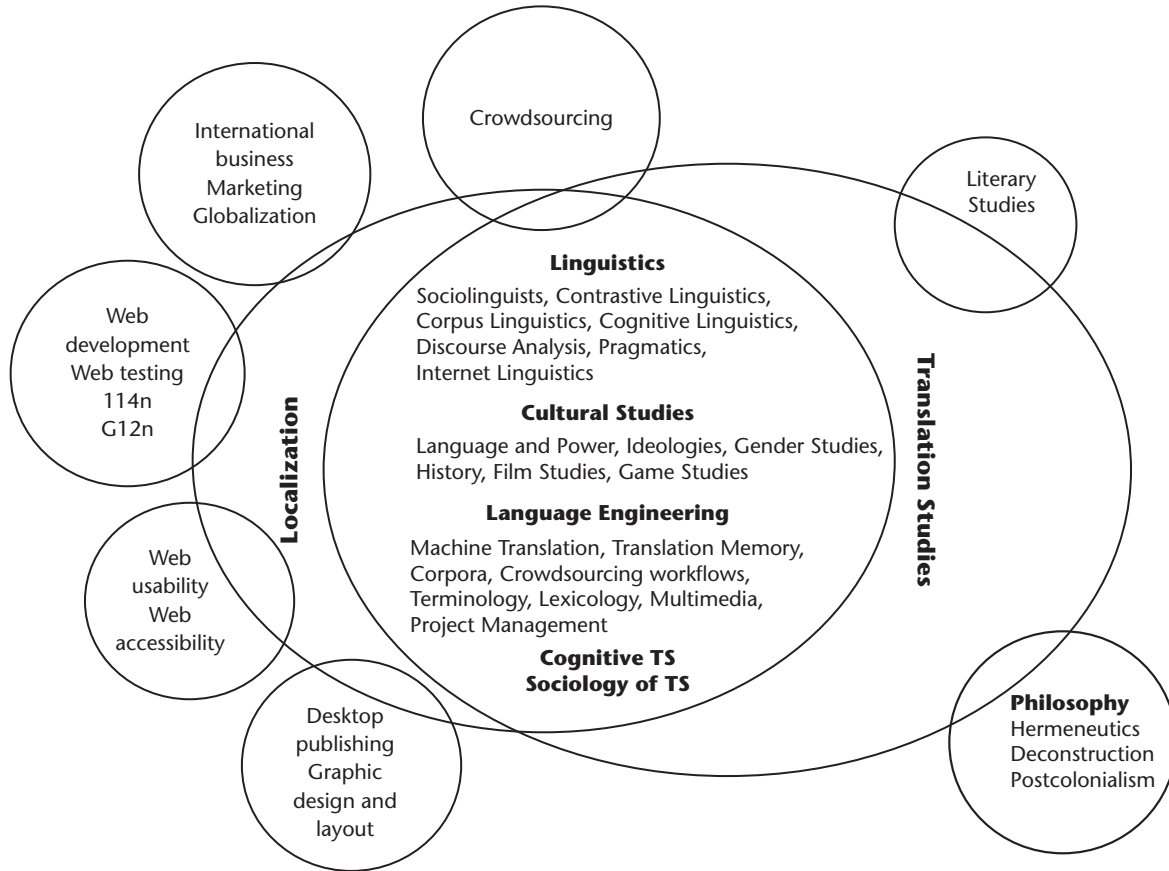 Crowdsourcing
International
business
Marketing
Globalization
Literary
Studies
Web
development
Web testing
114n
G12n
Linguistics
Sociolinguists, Contrastive Linguistics,
Corpus Linguistics, Cognitive Linguistics,
Discourse Analysis, Pragmatics,
Internet Linguistics
Cultural Studies
Language and Power, Ideologies, Gender Studies,
History, Film Studies, Game Studies
Language Engineering
Machine Translation, Translation Memory,
Corpora, Crowdsourcing workflows,
Terminology, Lexicology, Multimedia,
Project Management
Cognitive TS
Sociology of TS
Localization
Translation Studies
Web
usability
Web
accessibility
Desktop
publishing
Graphic
design and
layout
Philosophy
Hermeneutics
Deconstruction
Postcolonialism